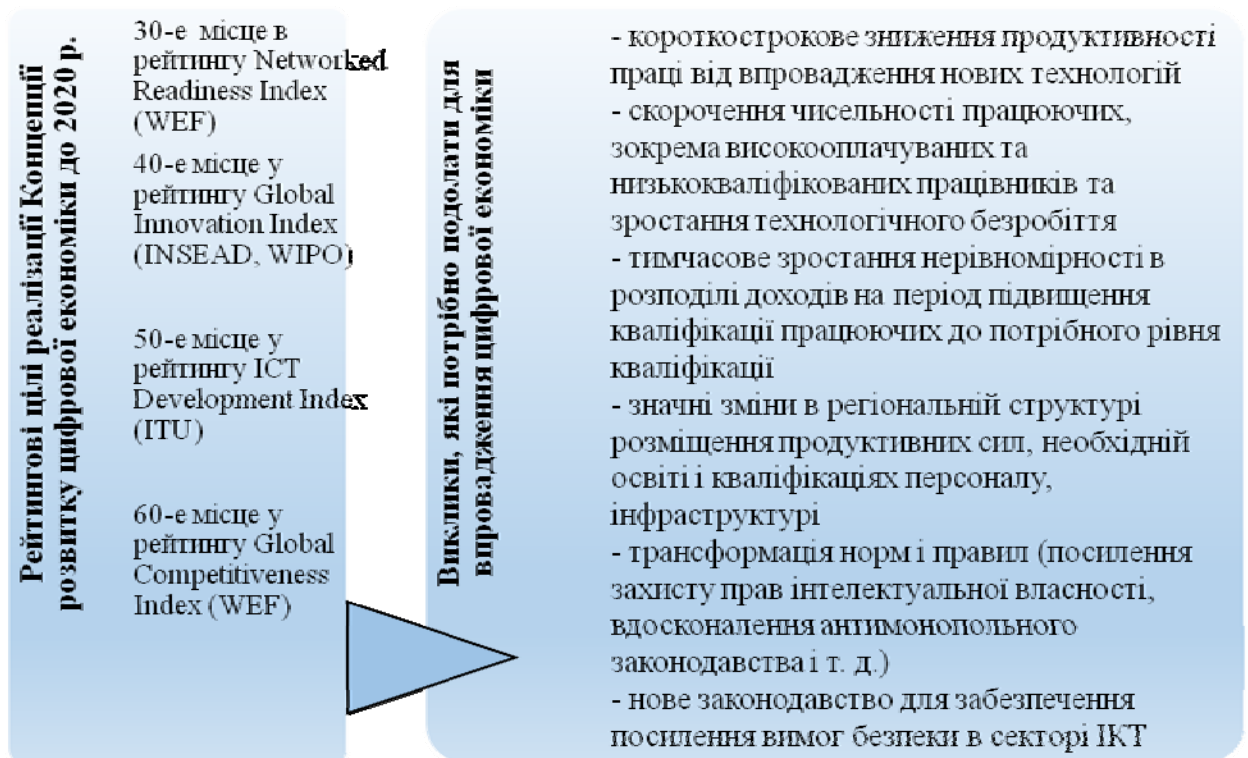 Рейтингові цілі реалізації Концепції
розвитку цифрової економіки до 2020 р.
30-е місце в
рейтингу Networked
Readiness Index
(WEF)
40-е місце у
рейтингу Global
Innovation Index
(INSEAD, WIPO)
50-е місце у
рейтингу ICT
Development Index
(ITU)
60-е місце у
рейтингу Global
Competitiveness
Index (WEF)
Виклики, які потрібно подолати для
впровадження цифрової економіки
- короткострокове зниження продуктивності
праці від впровадження нових технологій
- скорочення чисельності працюючих,
зокрема високооплачуваних та
низькокваліфікованих працівників та
зростання технологічного безробіття
- тимчасове зростання нерівномірності в
розподілі доходів на період підвищення
кваліфікації працюючих до потрібного рівня
кваліфікації
- значні зміни в регіональній структурі
розміщення продуктивних сил, необхідній
освіті і кваліфікаціях персоналу,
інфраструктурі
- трансформація норм і правил (посилення
захисту прав інтелектуальної власності,
вдосконалення антимонопольного
законодавства і т. д.)
- нове законодавство для забезпечення
посилення вимог безпеки в секторі ІКТ